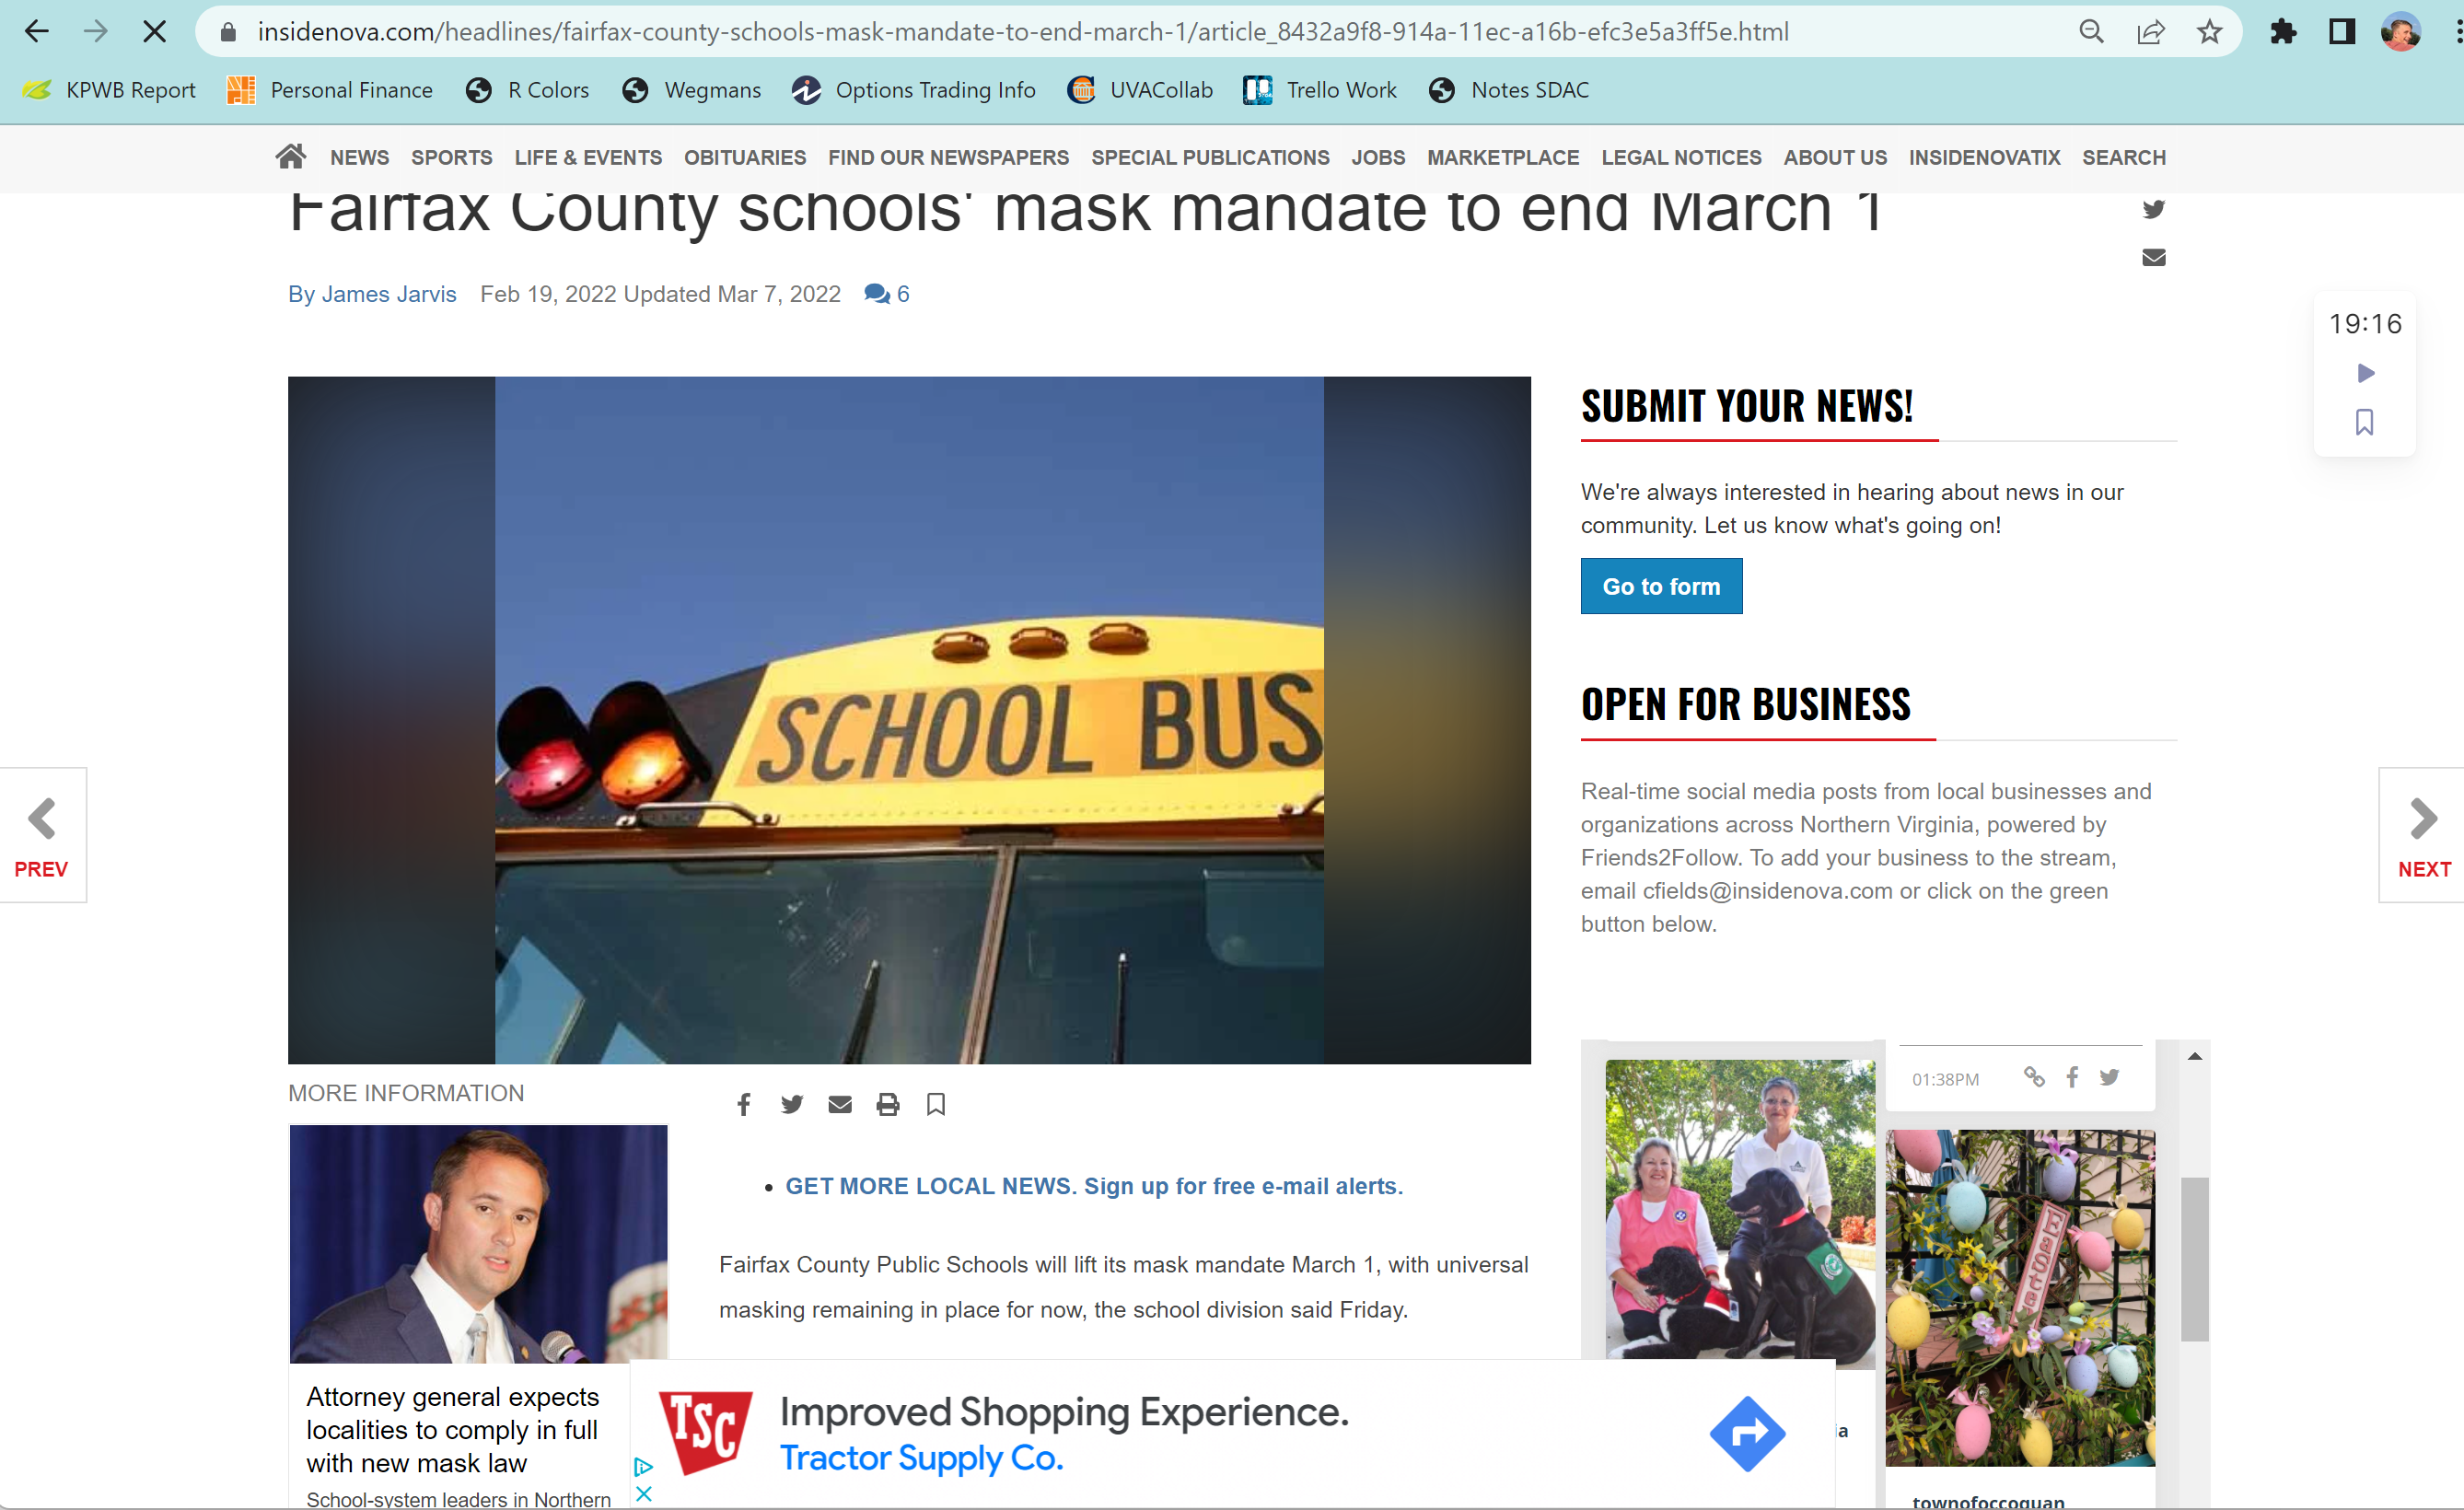 insidenova.com/headlines/fairfax-county-schools-mask-mandate-to-end-march-1/article_8432a9f8-914a-11ec-a16b-efc3e5a3ff5e.html
KPWB Report Personal Finance R Colors Wegmans Options Trading Info UVACollab Trello Work Notes SDAC
NEWS SPORTS LIFE & EVENTS OBITUARIES FIND OUR NEWSPAPERS SPECIAL PUBLICATIONS JOBS MARKETPLACE LEGAL NOTICES ABOUT US INSIDENOVATIX SEARCH
Fairfax County schools' mask mandate to end March 1
By James Jarvis Feb 19, 2022 Updated Mar 7, 2022 6
19:16
SCHOOL BUS
SUBMIT YOUR NEWS!
We're always interested in hearing about news in our
community. Let us know what's going on!
Go to form
OPEN FOR BUSINESS
Real-time social media posts from local businesses and
organizations across Northern Virginia, powered by
Friends2Follow. To add your business to the stream,
email cfields@insidenova.com or click on the green
button below.
PREV
NEXT
MORE INFORMATION
GET MORE LOCAL NEWS. Sign up for free e-mail alerts.
Fairfax County Public Schools will lift its mask mandate March 1, with universal
masking remaining in place for now, the school division said Friday.
Attorney general expects
localities to comply in full
with new mask law
School-system leaders in Northern
01:38PM
Easter
townofoccoquan
TSC
Improved Shopping Experience.
Tractor Supply Co.